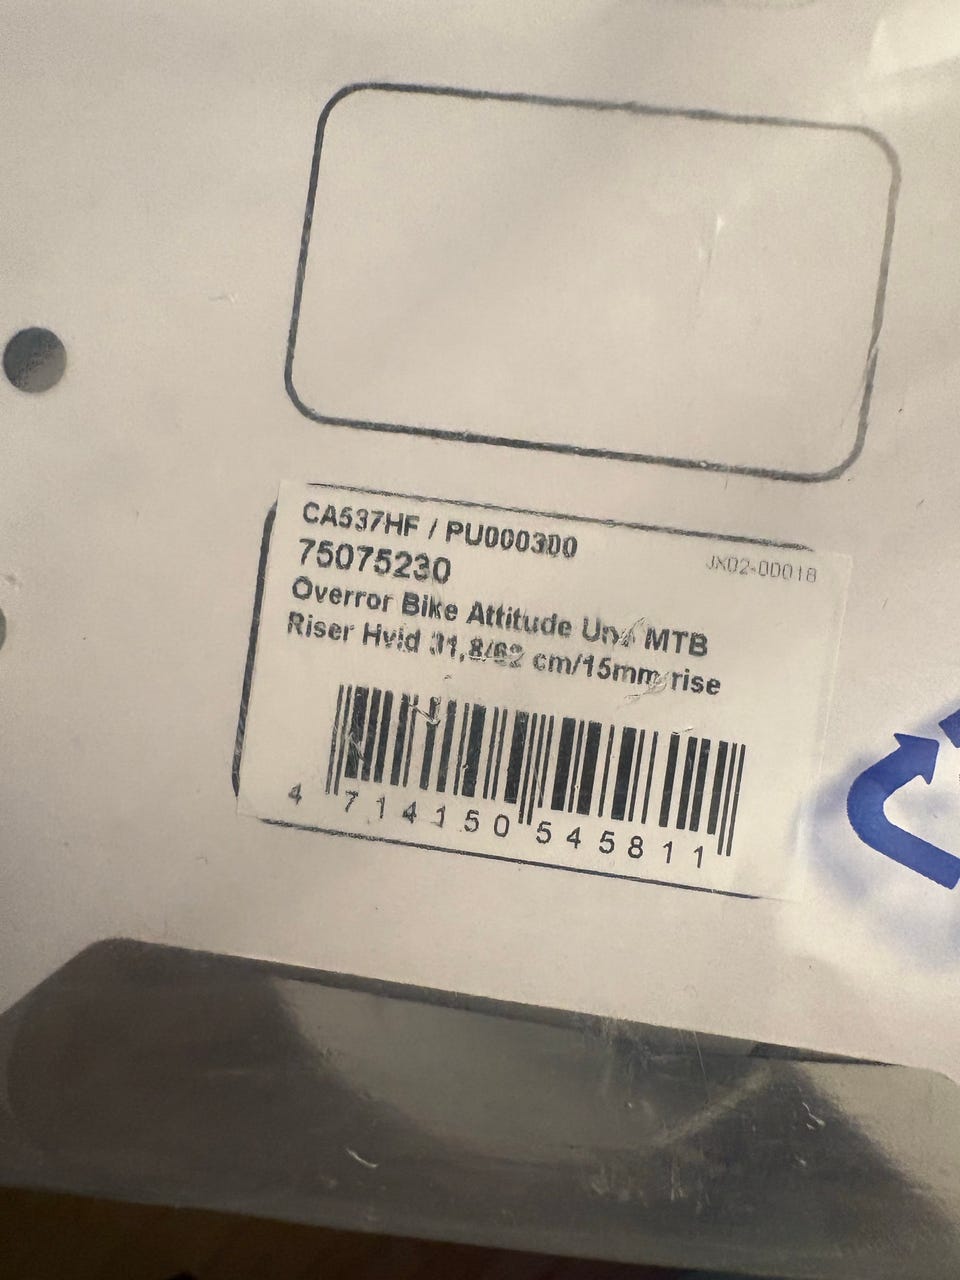 CA537HF / PU000300
JX02-00018
75075230
Overror Bike Attitude MTB
Riser Hvid 31,8/62 cm/15mm rise
4 714150 545811